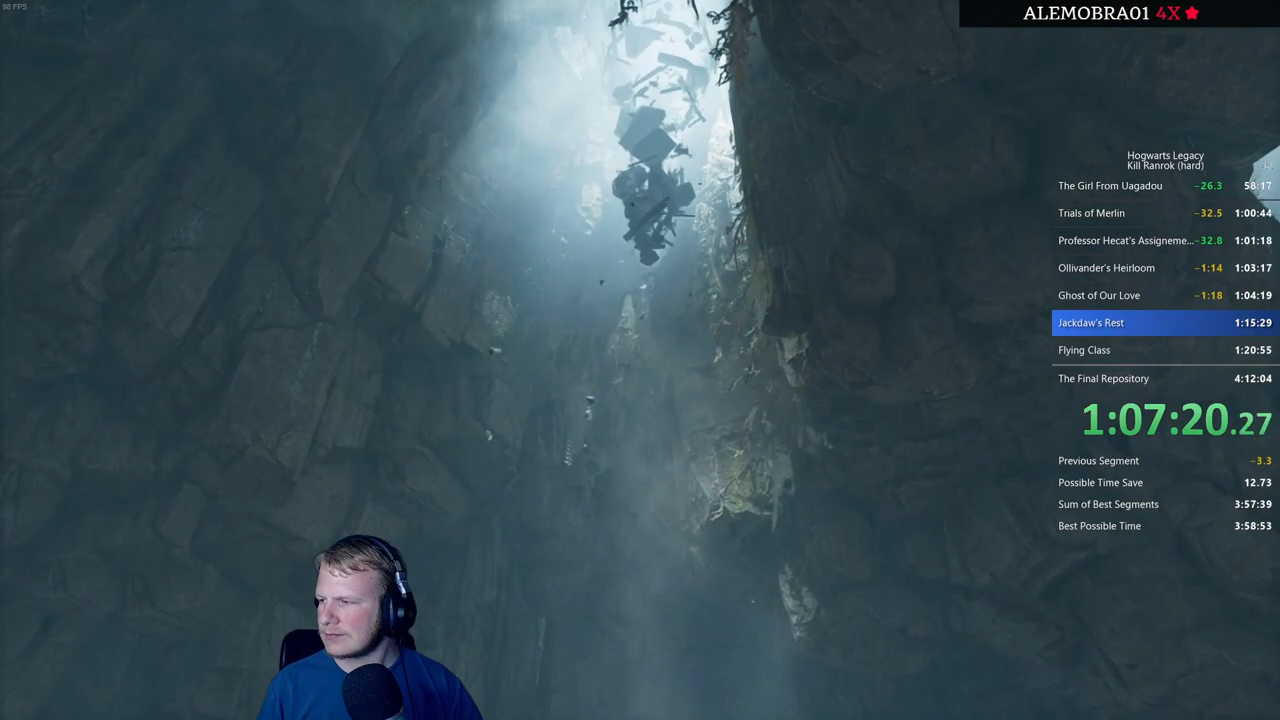 98 FPS
ALEMOBRA01 4X
Hogwarts Legacy
Kill Ranrok (hard)
The Girl From Uagadou -26.3 58:17
Trials of Merlin -32.5 1:00:44
Professor Hecat's Assigneme... -32.8 1:01:18
Ollivander's Heirloom -1:14 1:03:17
Ghost of Our Love -1:18 1:04:19
Jackdaw's Rest 1:15:29
Flying Class 1:20:55
The Final Repository 4:12:04
1:07:20.27
Previous Segment -3.3
Possible Time Save 12.73
Sum of Best Segments 3:57:39
Best Possible Time 3:58:53